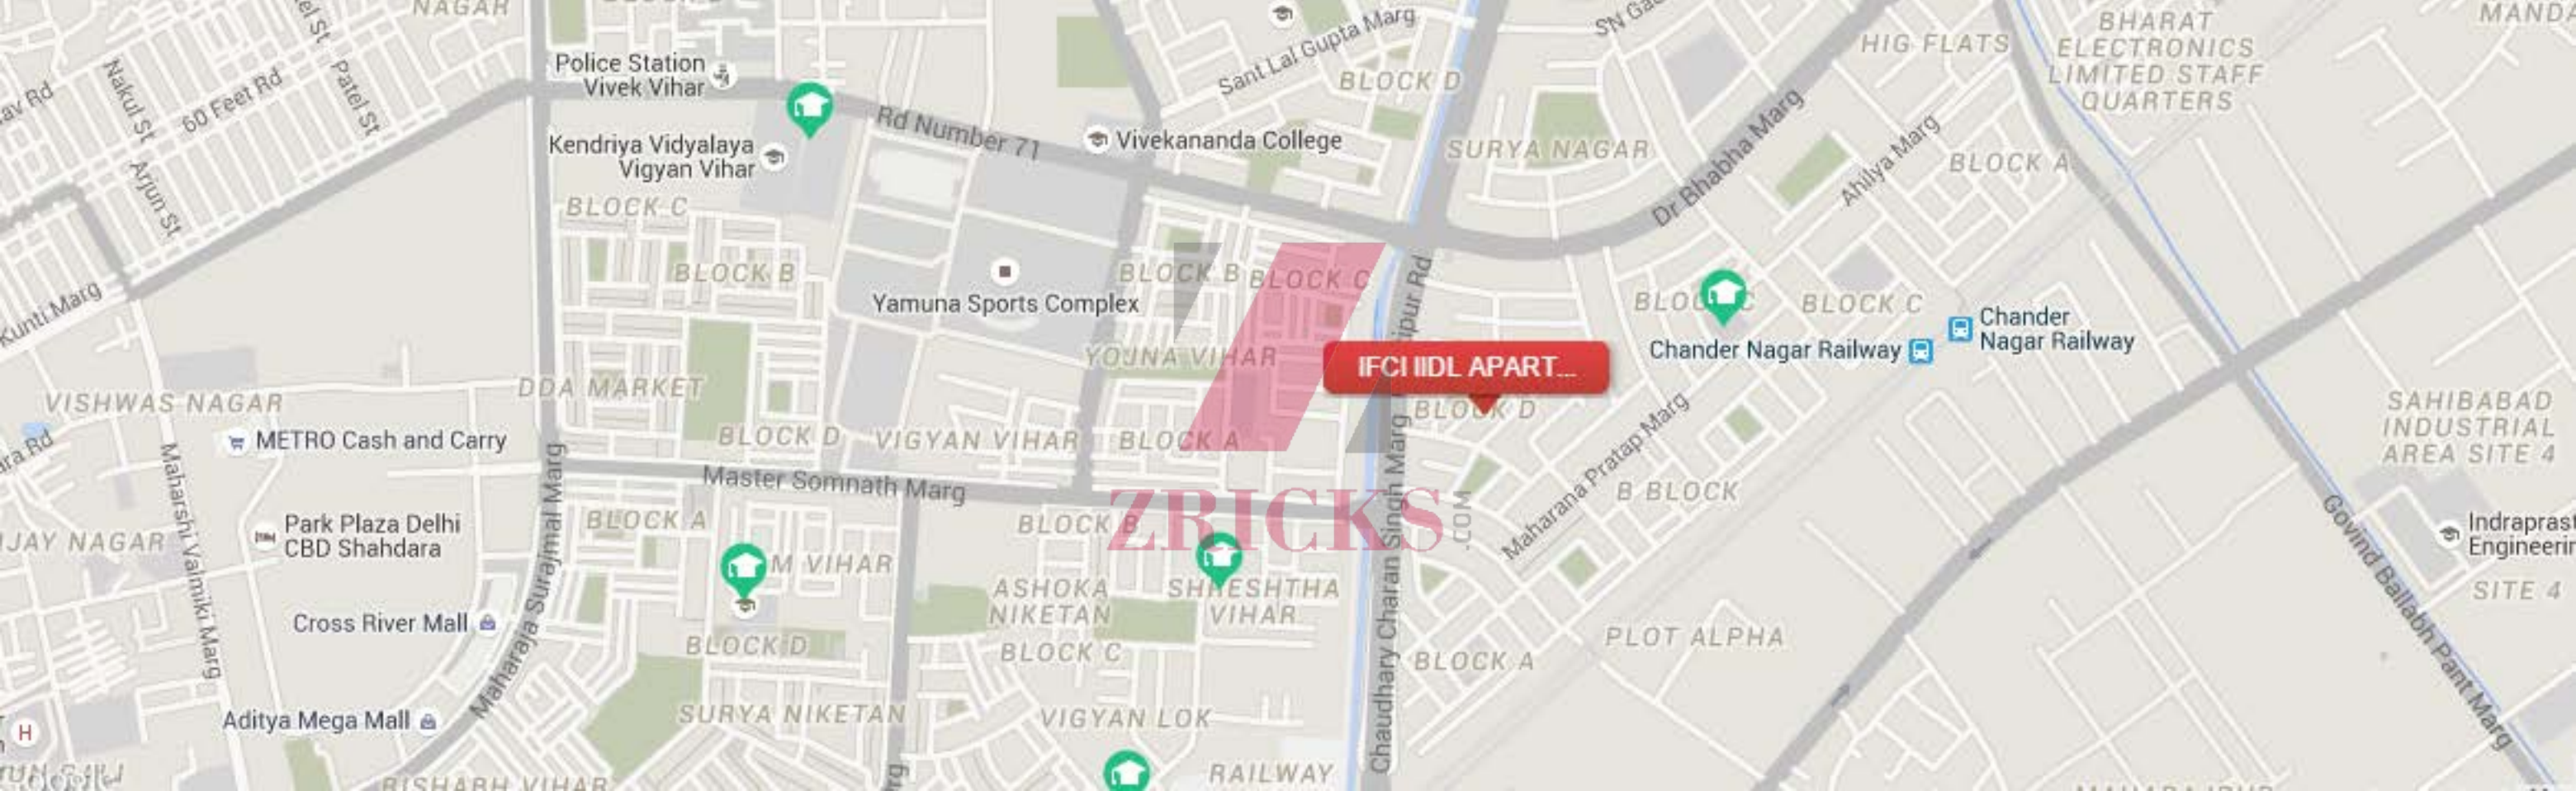 NAGAR
Sant Lal Gupta Marg
HIG FLATS
BHARAT
ELECTRONICS
LIMITED STAFF
QUARTERS
Police Station
Vivek Vihar
BLOCK D
Nakul St
60 Feet Rd
Patel St
Rd Number 71
Vivekananda College
SURYA NAGAR
Dr Bhabha Marg
Ahilya Marg
BLOCK A
Kendriya Vidyalaya
Vigyan Vihar
Arjun St
BLOCK C
BLOCK B
Yamuna Sports Complex
BLOCK B
BLOCK C
BLOCK C
Chander
Nagar Railway
Chander Nagar Railway
Kunti Marg
IFCI IIDL APART...
BLOCK D
VISHWAS NAGAR
DDA MARKET
METRO Cash and Carry
BLOCK D
VIGYAN VIHAR
BLOCK A
Maharana Pratap Marg
SAHIBABAD
INDUSTRIAL
AREA SITE 4
Master Somnath Marg
B BLOCK
ZRICKS
.COM
Park Plaza Delhi
CBD Shahdara
BLOCK A
BLOCK B
M VIHAR
Maharshi Valmiki Marg
Maharaja Surajmal Marg
Chaudhary Charan Singh Marg
Govind Ballabh Pant Marg
ASHOKA
NIKETAN
SHRESHTHA
VIHAR
SITE 4
Cross River Mall
BLOCK D
BLOCK C
BLOCK A
PLOT ALPHA
Aditya Mega Mall
SURYA NIKETAN
VIGYAN LOK
H
RISHABH VIHAR
RAILWAY